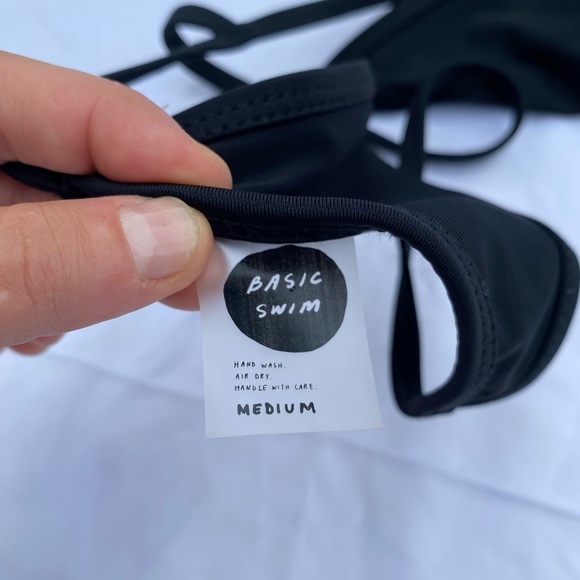 BASIC
SWIM
HAND WASH.
AIR DRY.
HANDLE WITH CARE.
MEDIUM